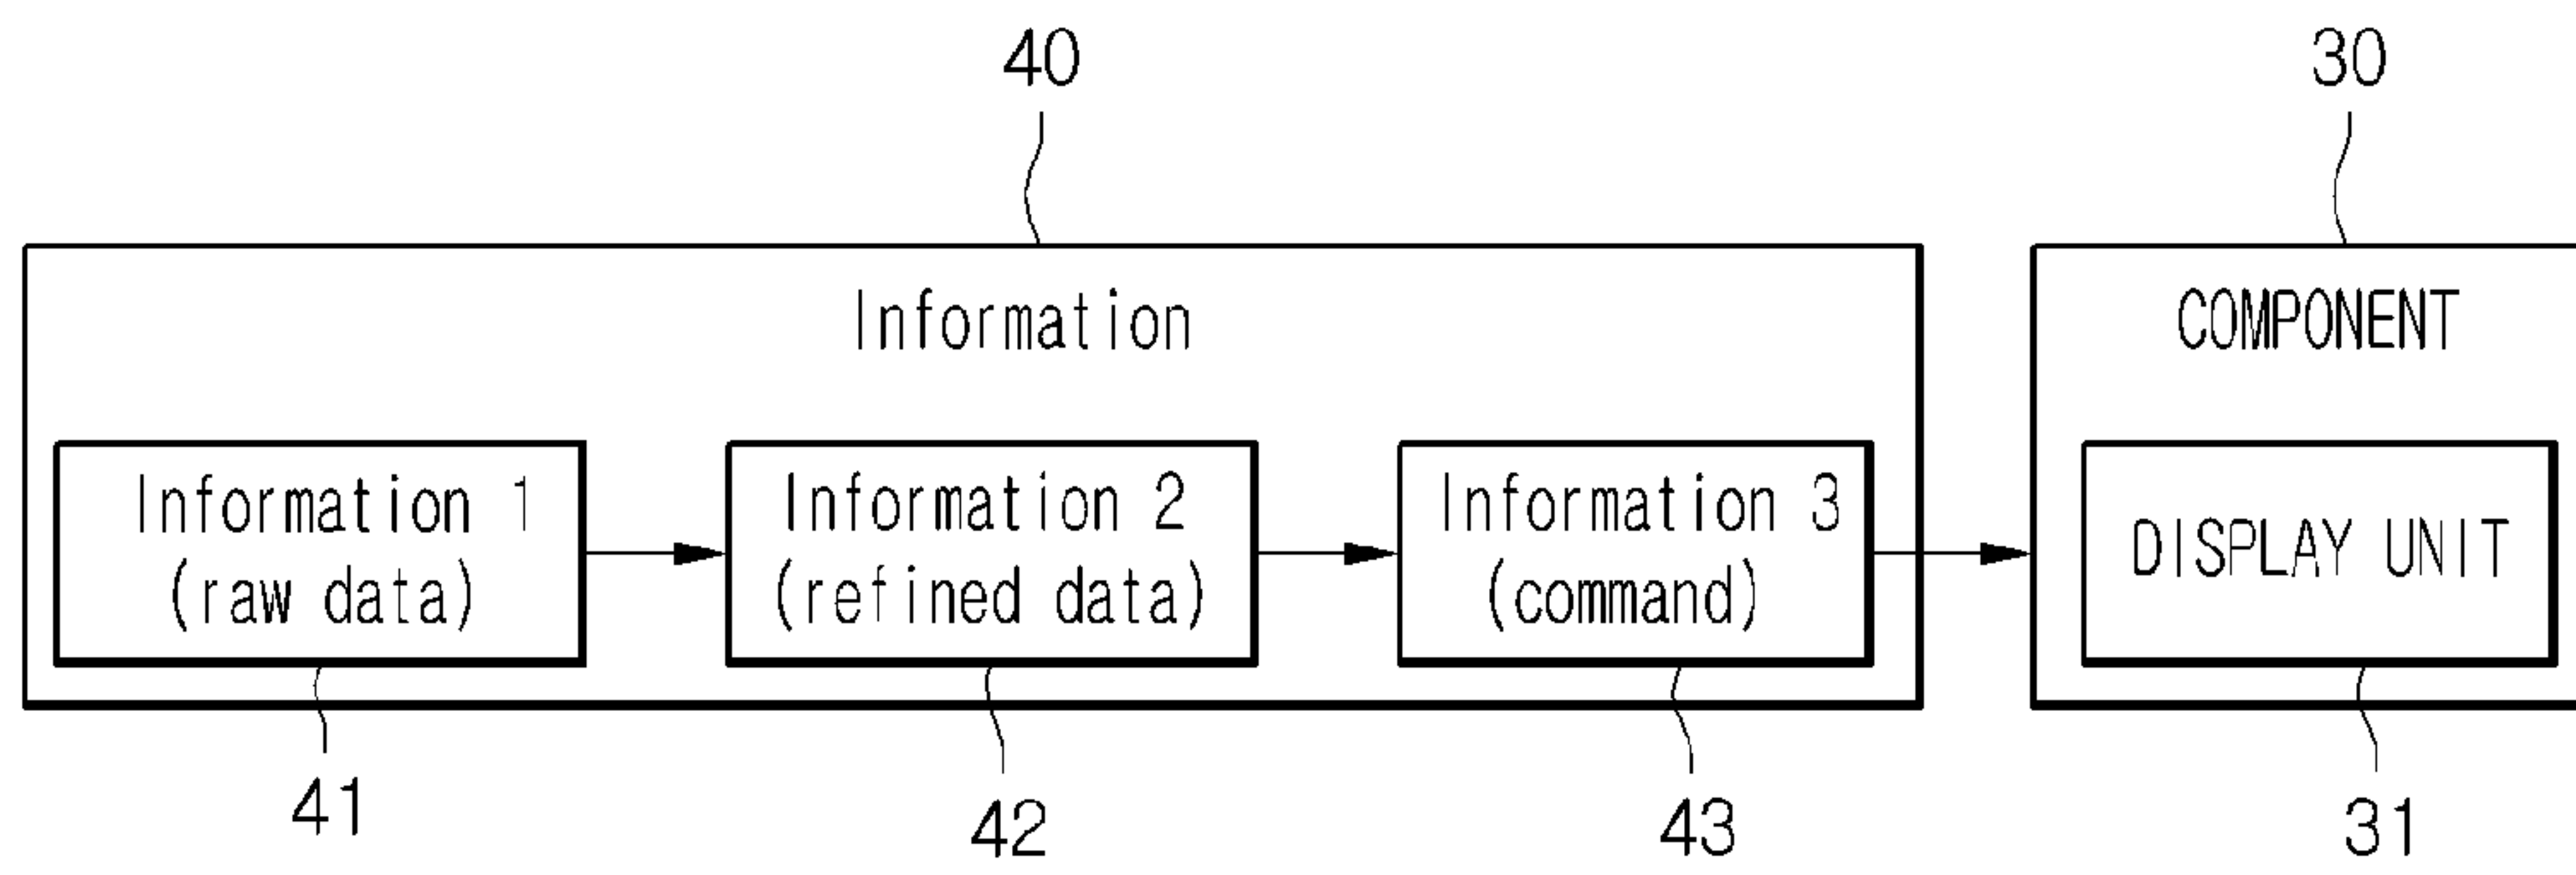 40
30
Information
COMPONENT
Information 1
(raw data)
Information 2
(refined data)
Information 3
(command)
DISPLAY UNIT
41
42
43
31